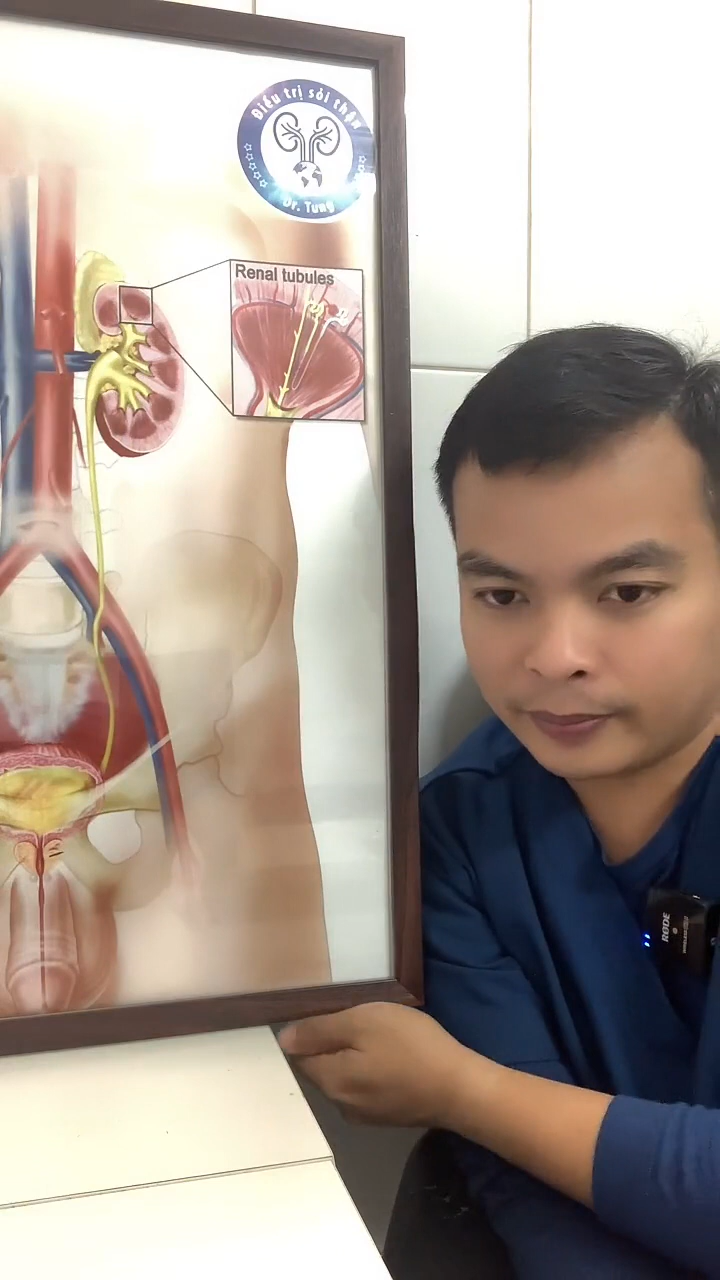 Điều trị sỏi thận
Dr. Tung
Renal tubules
RØDE